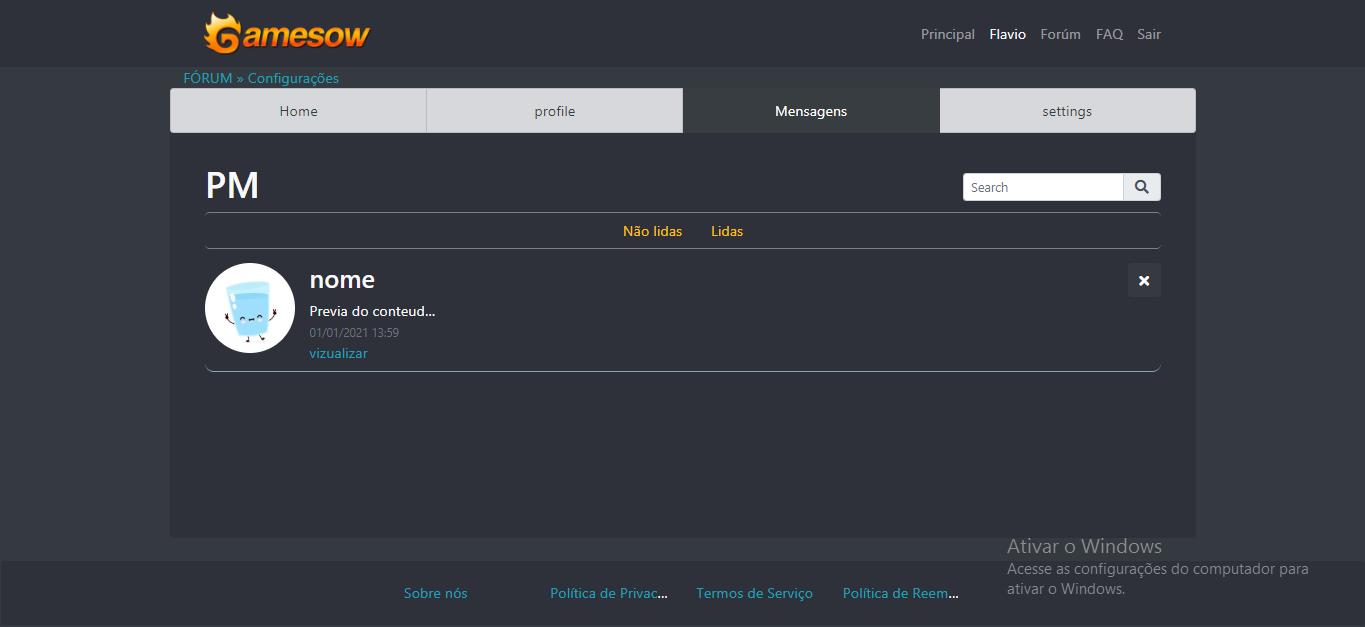 Gamesow
Principal Flavio Forúm FAQ Sair
FÓRUM » Configurações
Home profile Mensagens settings
PM
Search
Não lidas Lidas
nome
Previa do conteud...
01/01/2021 13:59
vizualizar
Ativar o Windows
Acesse as configurações do computador para
ativar o Windows.
Sobre nós Política de Privac... Termos de Serviço Política de Reem...